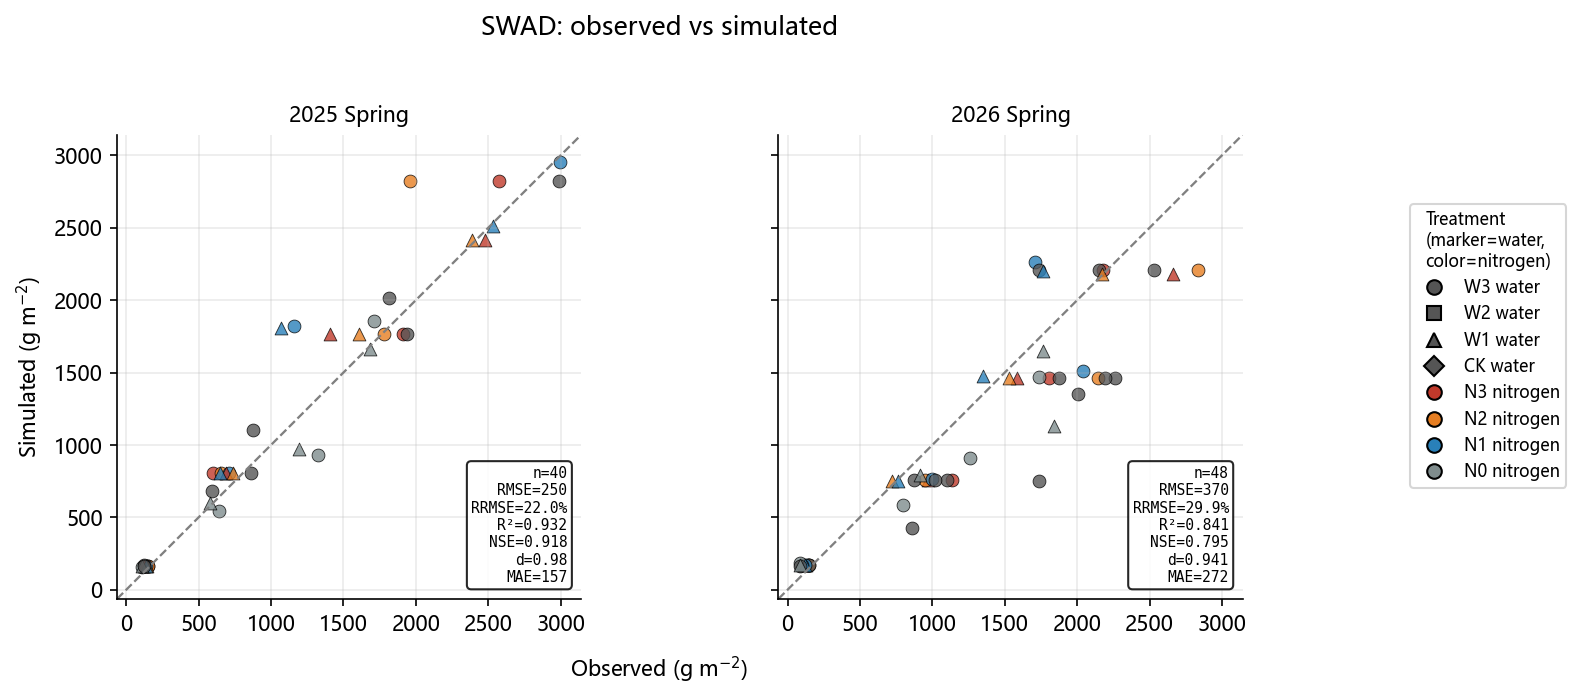 SWAD: observed vs simulated
2025 Spring
2026 Spring
Simulated (g m⁻²)
3000
2500
2000
1500
1000
500
0
n=40
RMSE=250
RRMSE=22.0%
R²=0.932
NSE=0.918
d=0.98
MAE=157
0 500 1000 1500 2000 2500 3000
n=48
RMSE=370
RRMSE=29.9%
R²=0.841
NSE=0.795
d=0.941
MAE=272
0 500 1000 1500 2000 2500 3000
Observed (g m⁻²)
Treatment
(marker=water,
color=nitrogen)
W3 water
W2 water
W1 water
CK water
N3 nitrogen
N2 nitrogen
N1 nitrogen
N0 nitrogen